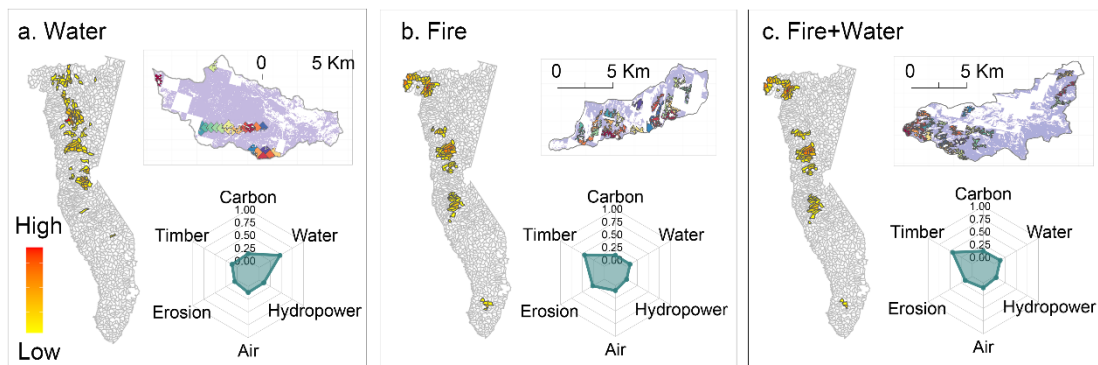 a. Water
0 5 Km
High
Low
Carbon
1.00
0.75
0.50
0.25
0.00
Timber Water
Erosion Hydropower
Air
b. Fire
0 5 Km
Carbon
1.00
0.75
0.50
0.25
0.00
Timber Water
Erosion Hydropower
Air
c. Fire+Water
0 5 Km
Carbon
1.00
0.75
0.50
0.25
0.00
Timber Water
Erosion Hydropower
Air